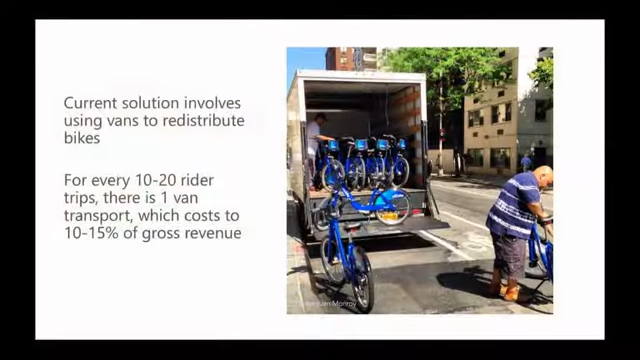 Current solution involves
using vans to redistribute
bikes
For every 10-20 rider
trips, there is 1 van
transport, which costs to
10-15% of gross revenue
Monroy